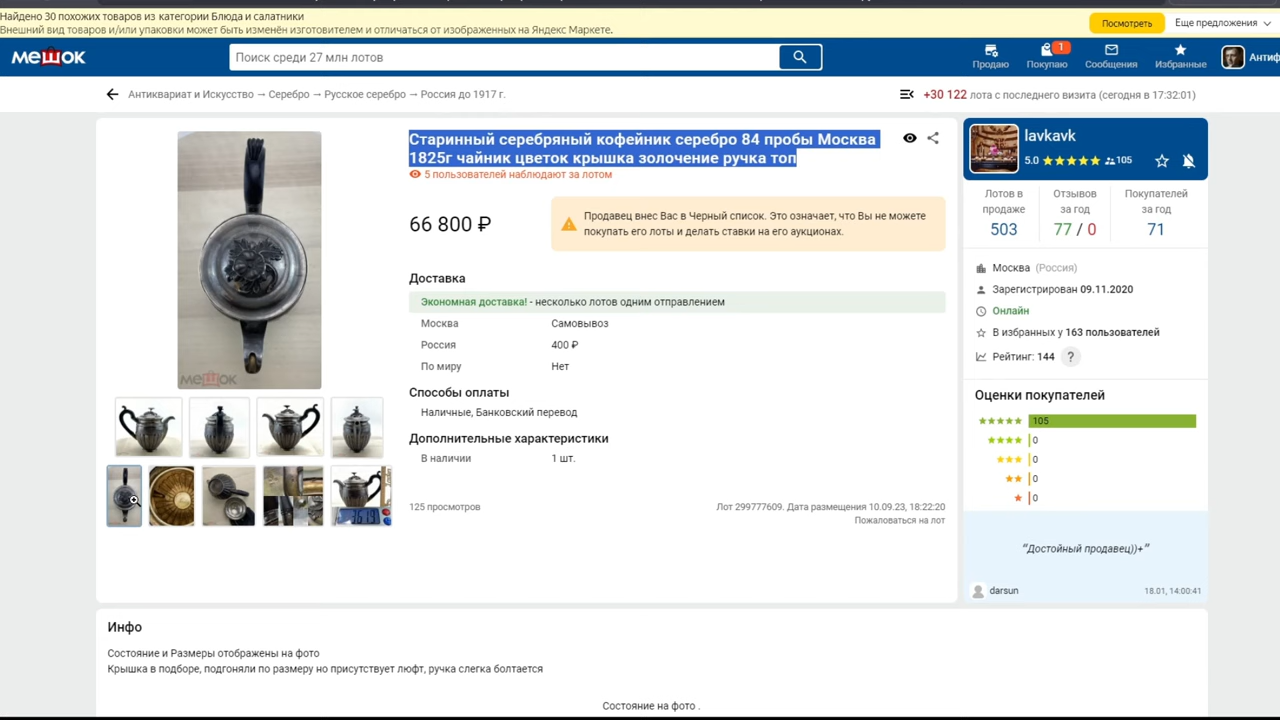 Найдено 30 похожих товаров из категории Блюда и салатники
Внешний вид товаров и/или упаковки может быть изменён изготовителем и отличаться от изображенных на Яндекс Маркете.
Посмотреть
Еще предложения
мешок
Поиск среди 27 млн лотов
Продаю
1
Покупаю
Сообщения
Избранные
Антиф
Антиквариат и Искусство → Серебро → Русское серебро → Россия до 1917 г.
+30 122 лота с последнего визита (сегодня в 17:32:01)
Старинный серебряный кофейник серебро 84 пробы Москва
1825г чайник цветок крышка золочение ручка топ
5 пользователей наблюдают за лотом
66 800 ₽
Продавец внес Вас в Черный список. Это означает, что Вы не можете
покупать его лоты и делать ставки на его аукционах.
Доставка
Экономная доставка! - несколько лотов одним отправлением
Москва Самовывоз
Россия 400 ₽
По миру Нет
Способы оплаты
Наличные, Банковский перевод
Дополнительные характеристики
В наличии 1 шт.
125 просмотров
Лот 299777609. Дата размещения 10.09.23, 18:22:20
Пожаловаться на лот
мешок
lavkavk
5.0 105
Лотов в продаже 503
Отзывов за год 77 / 0
Покупателей за год 71
Москва (Россия)
Зарегистрирован 09.11.2020
Онлайн
В избранных у 163 пользователей
Рейтинг: 144 ?
Оценки покупателей
105
0
0
0
0
“Достойный продавец))+”
darsun 18.01, 14:00:41
Инфо
Состояние и Размеры отображены на фото
Крышка в подборе, подгоняли по размеру но присутствует люфт, ручка слегка болтается
Состояние на фото .